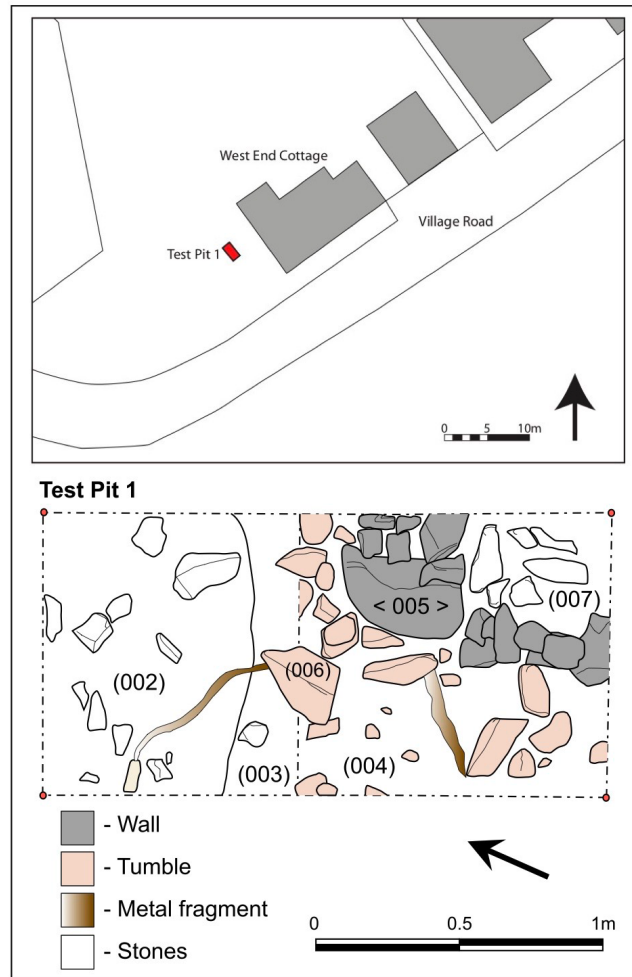 West End Cottage
Village Road
Test Pit 1
0 5 10m
Test Pit 1
< 005 >
(007)
(006)
(002)
(003)
(004)
- Wall
- Tumble
- Metal fragment
- Stones
0 0.5 1m